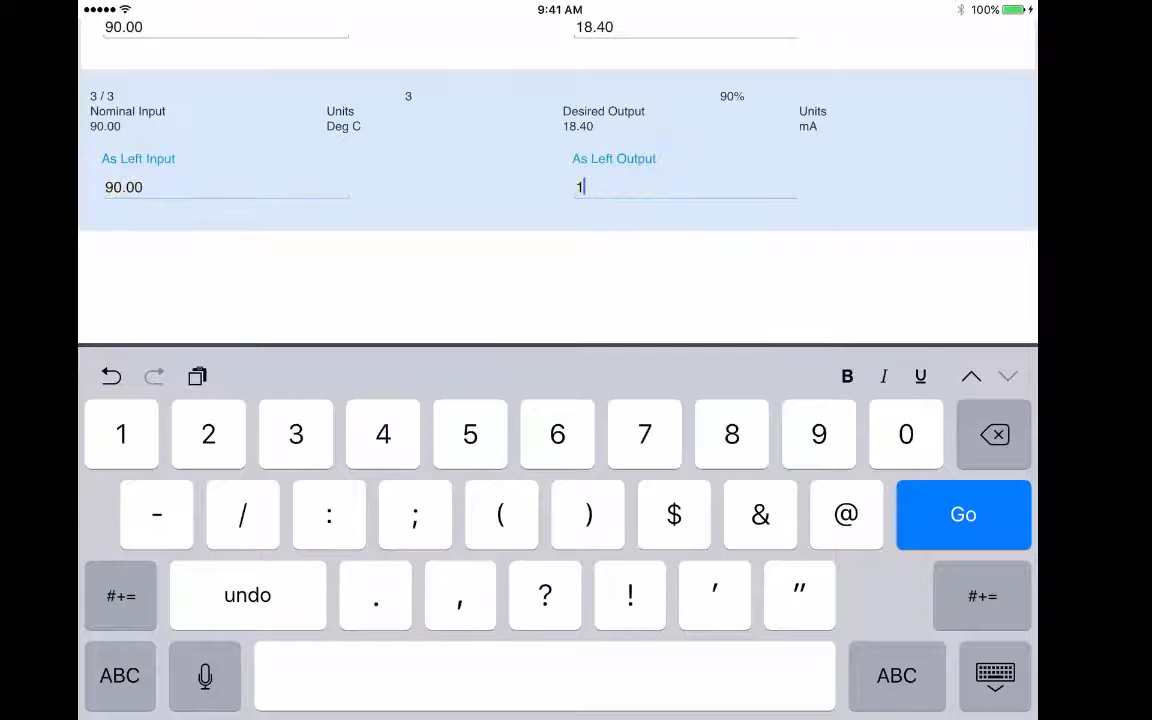 9:41 AM 100%
90.00 18.40
3 / 3 3 90%
Nominal Input Units Desired Output Units
90.00 Deg C 18.40 mA
As Left Input As Left Output
90.00 1
B I U
1 2 3 4 5 6 7 8 9 0
- / : ; ( ) $ & @ Go
#+= undo . , ? ! ' " #+=
ABC ABC